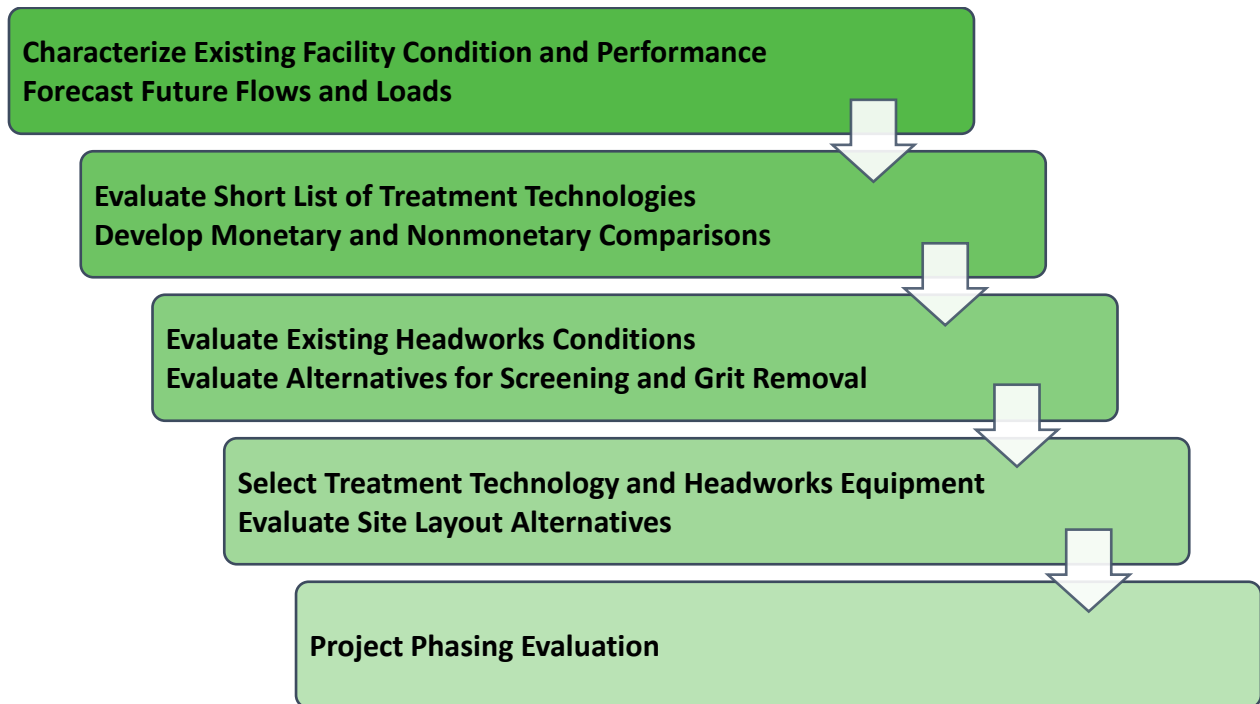 Characterize Existing Facility Condition and Performance
Forecast Future Flows and Loads
Evaluate Short List of Treatment Technologies
Develop Monetary and Nonmonetary Comparisons
Evaluate Existing Headworks Conditions
Evaluate Alternatives for Screening and Grit Removal
Select Treatment Technology and Headworks Equipment
Evaluate Site Layout Alternatives
Project Phasing Evaluation